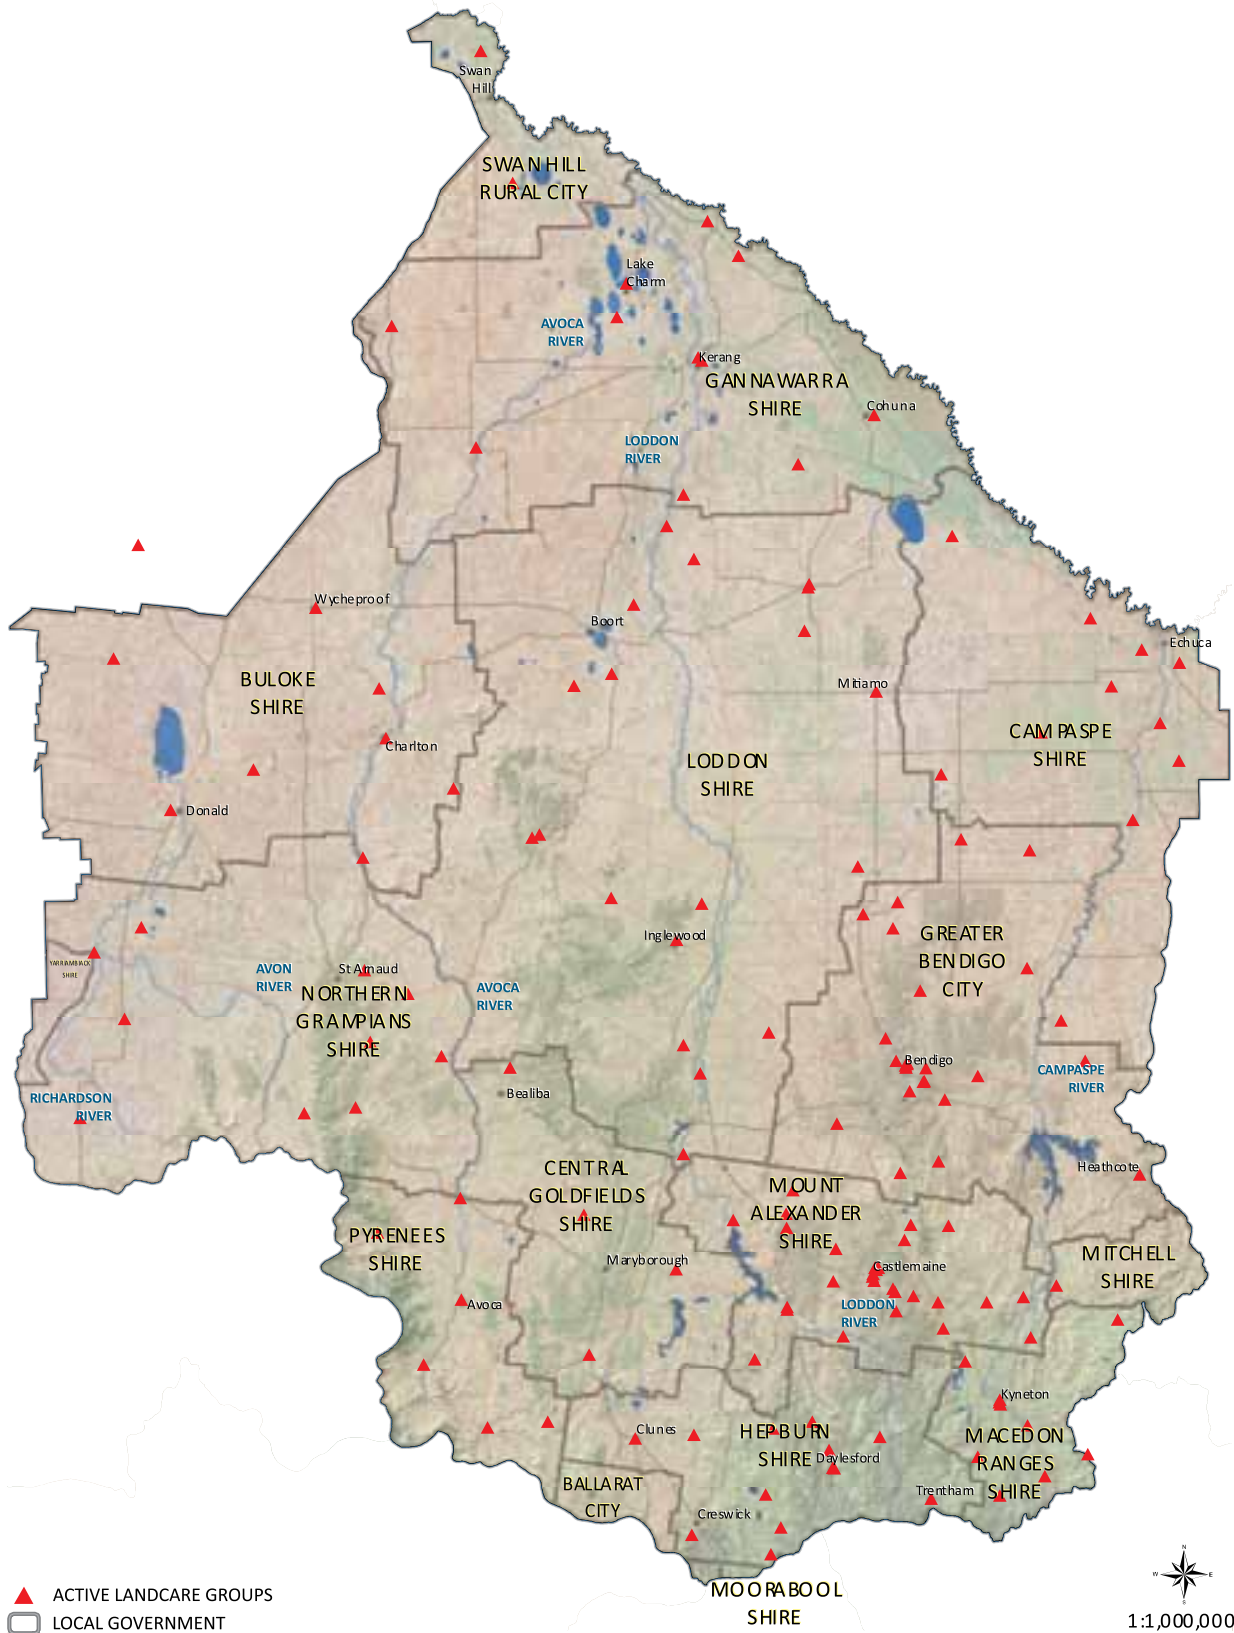 Swan
Hill
SWAN HILL
RURAL CITY
Lake
Charm
AVOCA
RIVER
Kerang
GANNAWARRA
SHIRE
Cohuna
LODDON
RIVER
Wycheproof
Boort
Echuca
BULOKE
SHIRE
Mitiamo
CAMPASPE
SHIRE
Charlton
LODDON
SHIRE
Donald
Inglewood
GREATER
BENDIGO
CITY
YARRIAMBIACK
SHIRE
St Arnaud
AVON
RIVER
NORTHERN
GRAMPIANS
SHIRE
AVOCA
RIVER
Bendigo
CAMPASPE
RIVER
RICHARDSON
RIVER
Bealiba
CENTRAL
GOLDFIELDS
SHIRE
MOUNT
ALEXANDER
SHIRE
Heathcote
PYRENEES
SHIRE
Maryborough
Castlemaine
MITCHELL
SHIRE
Avoca
LODDON
RIVER
Kyneton
Clunes
HEPBURN
SHIRE
Daylesford
MACEDON
RANGES
SHIRE
BALLARAT
CITY
Trentham
Creswick
MOORABOOL
SHIRE
ACTIVE LANDCARE GROUPS
LOCAL GOVERNMENT
N
W
E
S
1:1,000,000